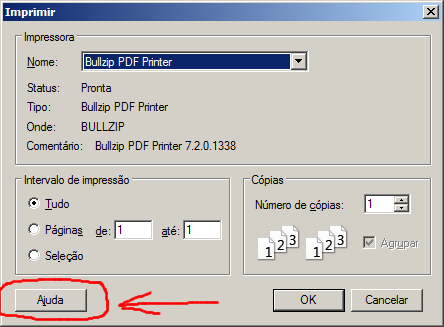 Imprimir
Impressora
Nome: Bullzip PDF Printer
Status: Pronta
Tipo: Bullzip PDF Printer
Onde: BULLZIP
Comentário: Bullzip PDF Printer 7.2.0.1338
Intervalo de impressão
Tudo
Páginas de: 1 até: 1
Seleção
Cópias
Número de cópias: 1
1 2 3 1 2 3
Agrupar
Ajuda
OK
Cancelar